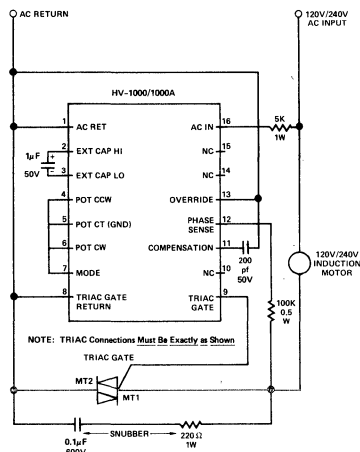 AC RETURN
120V/240V
AC INPUT
HV-1000/1000A
1 AC RET
AC IN 16
5K
1W
1µF
50V
+
−
2 EXT CAP HI
NC 15
3 EXT CAP LO
NC 14
4 POT CCW
OVERRIDE 13
5 POT CT (GND)
PHASE
SENSE 12
6 POT CW
COMPENSATION 11
200
pf
50V
7 MODE
NC 10
8 TRIAC GATE
RETURN
TRIAC
GATE 9
120V/240V
INDUCTION
MOTOR
100K
0.5
W
NOTE: TRIAC Connections Must Be Exactly as Shown
TRIAC GATE
MT2
MT1
SNUBBER
0.1µF
600V
220 Ω
1W